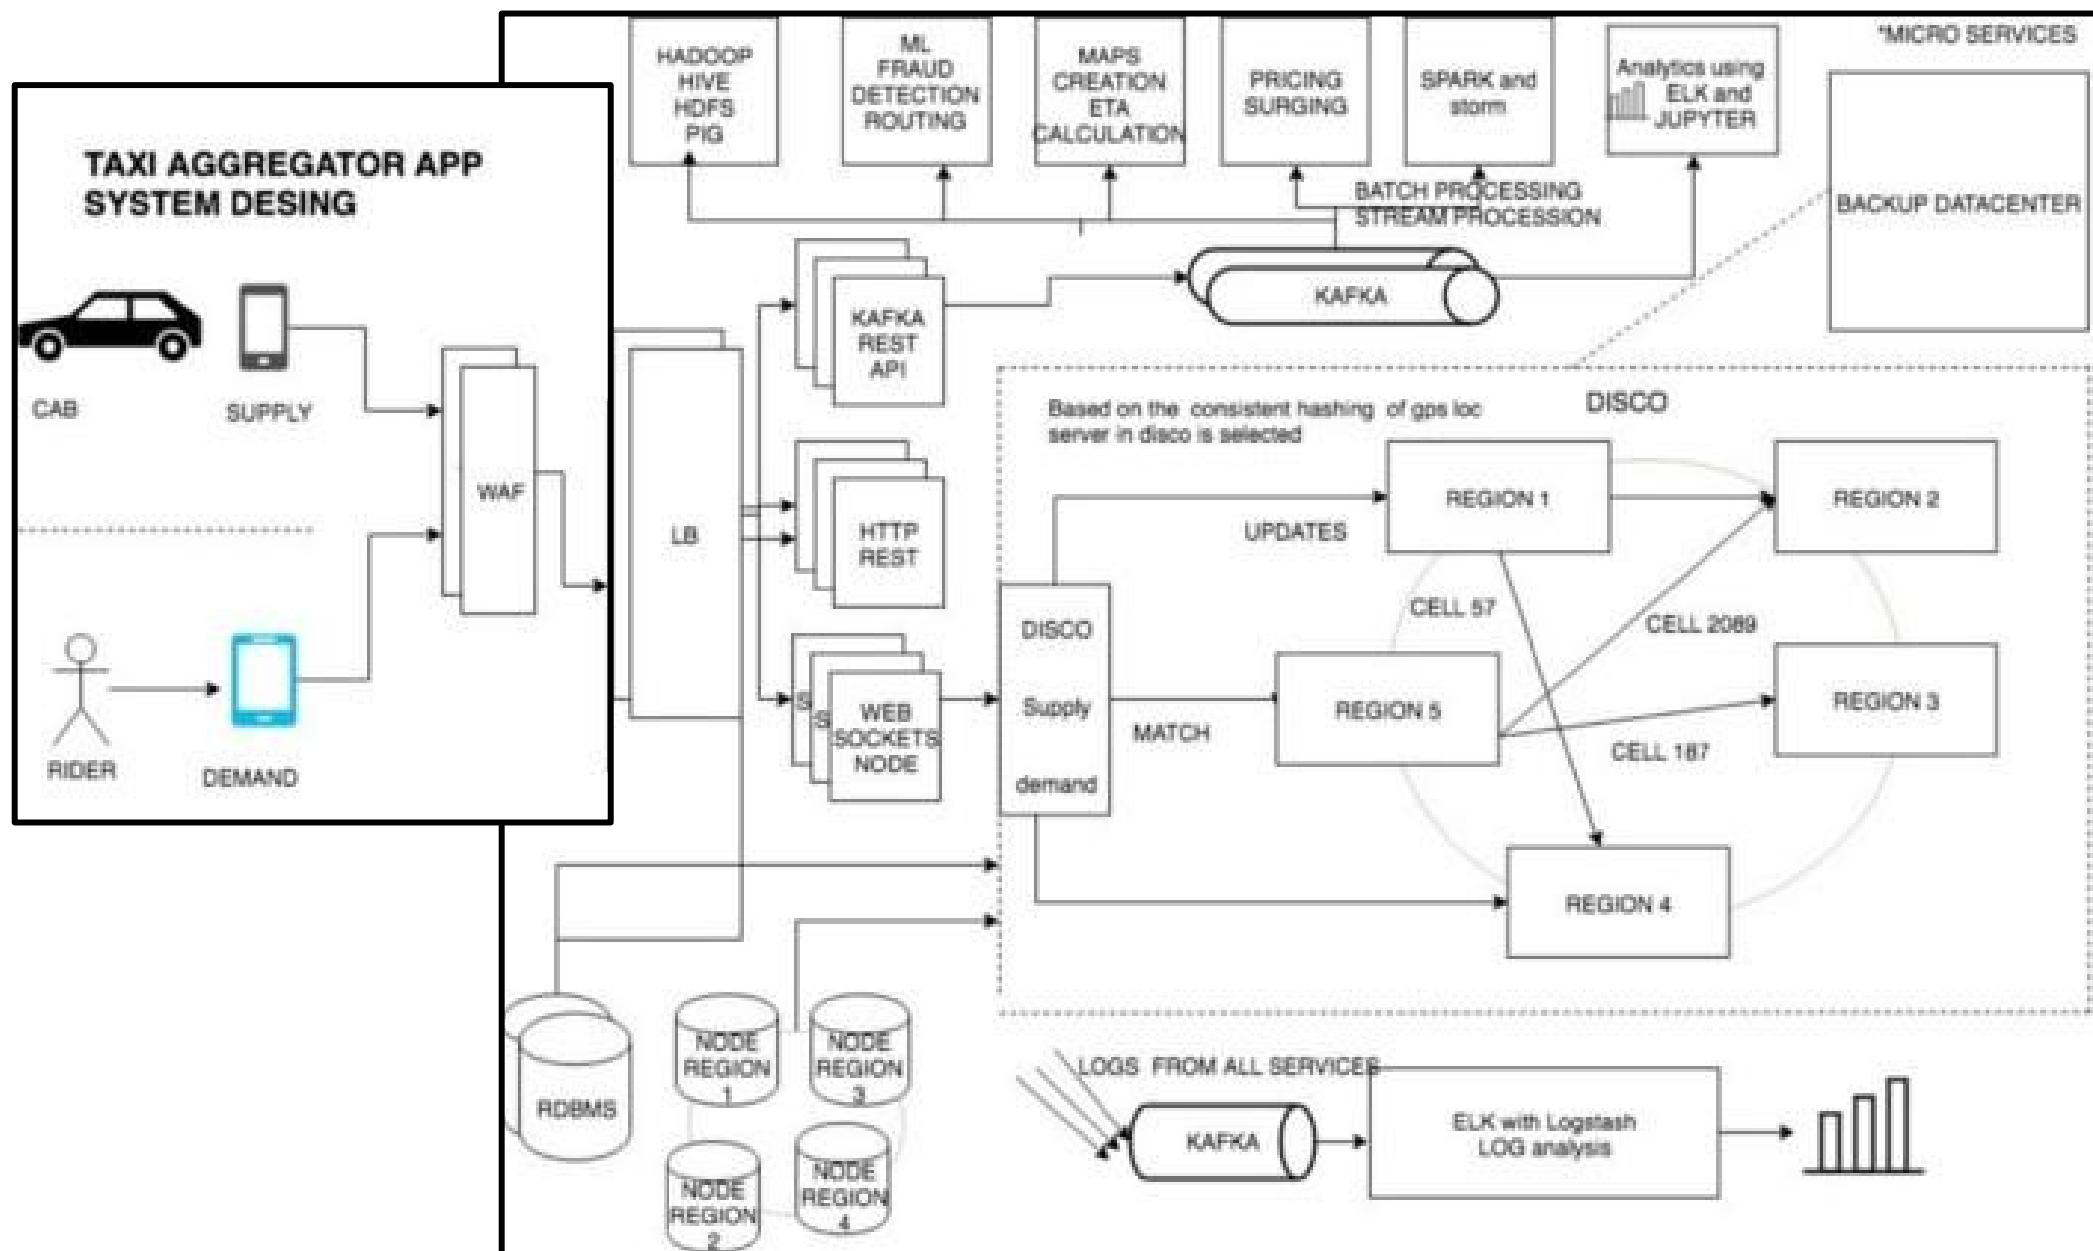 TAXI AGGREGATOR APP
SYSTEM DESING
CAB
SUPPLY
WAF
RIDER
DEMAND
HADOOP
HIVE
HDFS
PIG
ML
FRAUD
DETECTION
ROUTING
MAPS
CREATION
ETA
CALCULATION
PRICING
SURGING
SPARK and
storm
Analytics using
ELK and
JUPYTER
*MICRO SERVICES
BACKUP DATACENTER
BATCH PROCESSING
STREAM PROCESSION
KAFKA
KAFKA
REST
API
LB
HTTP
REST
S
S
WEB
SOCKETS
NODE
DISCO
Based on the consistent hashing of gps loc
server in disco is selected
DISCO
Supply
demand
UPDATES
MATCH
REGION 1
REGION 2
CELL 57
CELL 2089
REGION 5
REGION 3
CELL 187
REGION 4
RDBMS
NODE
REGION
1
NODE
REGION
3
NODE
REGION
2
NODE
REGION
4
LOGS FROM ALL SERVICES
KAFKA
ELK with Logstash
LOG analysis